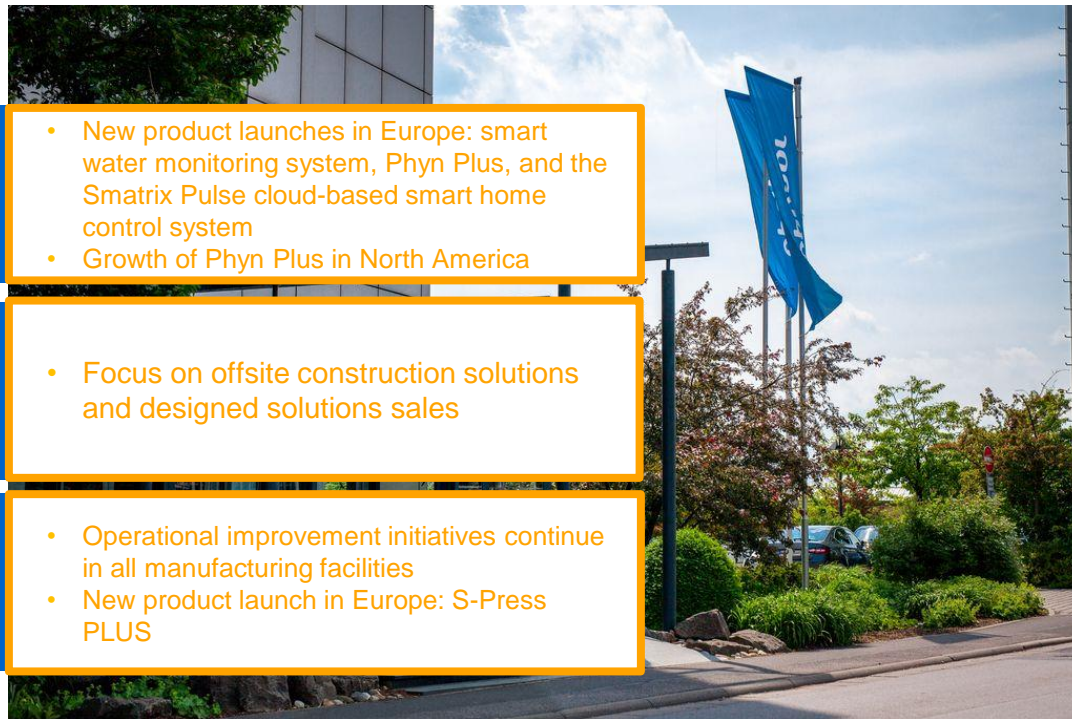 • New product launches in Europe: smart
water monitoring system, Phyn Plus, and the
Smatrix Pulse cloud-based smart home
control system
• Growth of Phyn Plus in North America
• Focus on offsite construction solutions
and designed solutions sales
• Operational improvement initiatives continue
in all manufacturing facilities
• New product launch in Europe: S-Press
PLUS